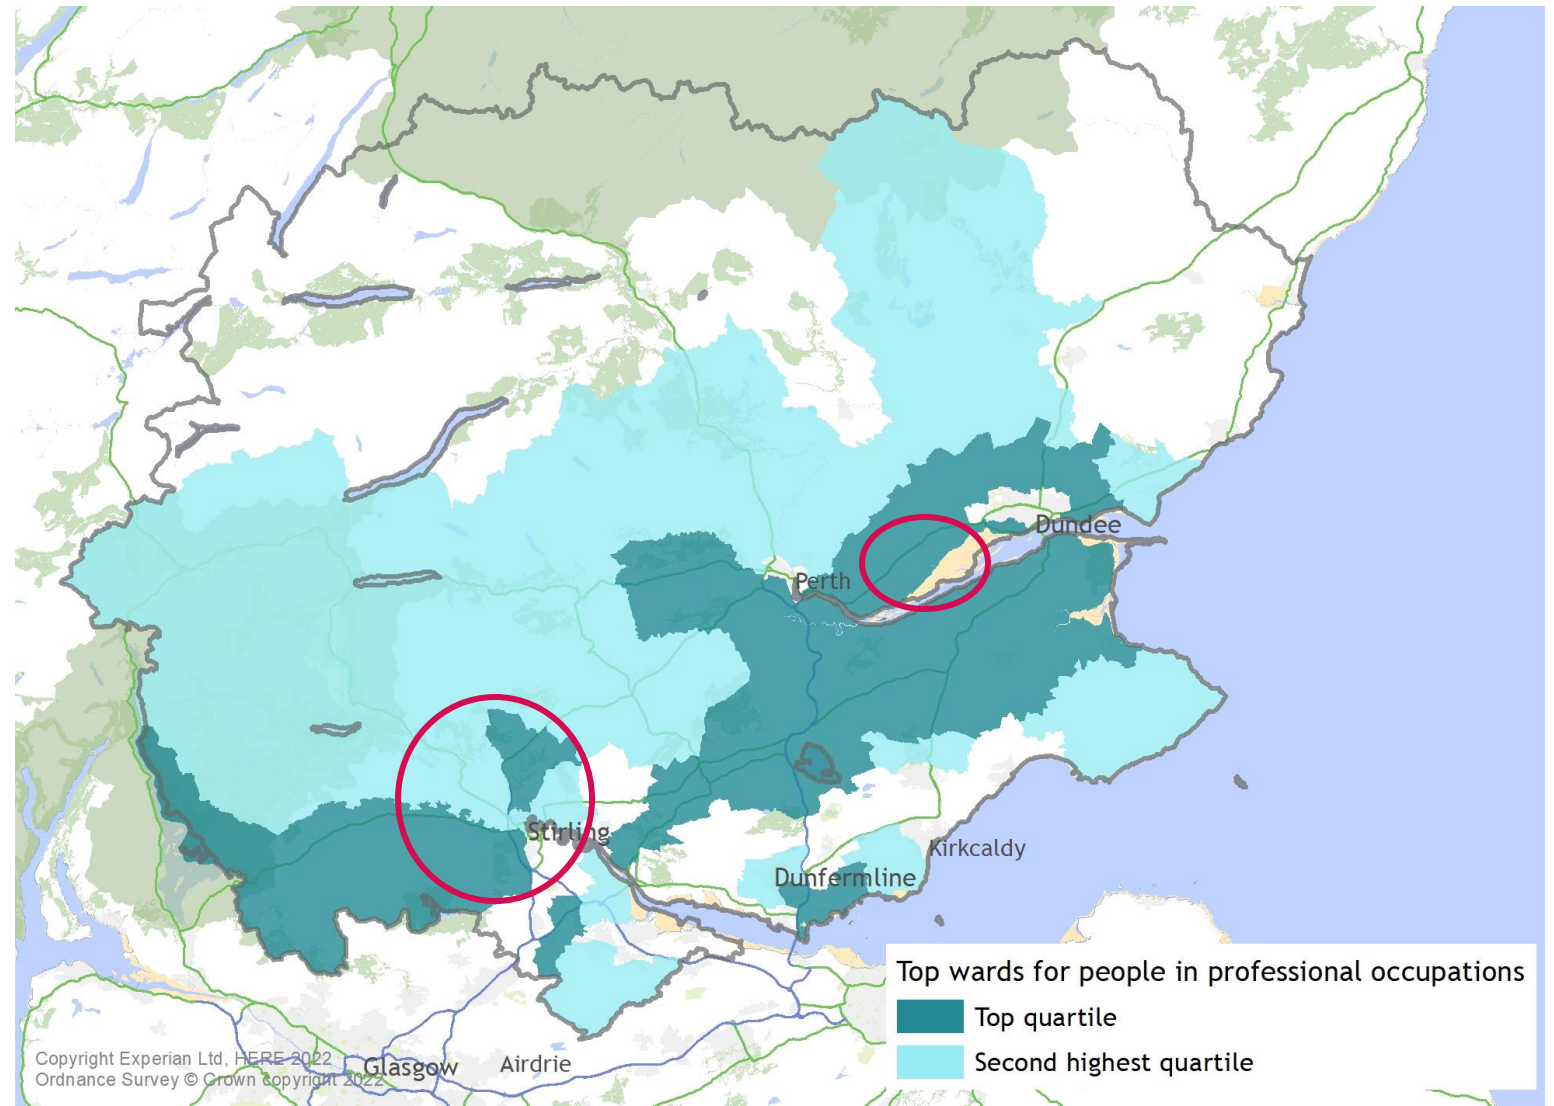 Dundee
Perth
Stirling
Kirkcaldy
Dunfermline
Top wards for people in professional occupations
Top quartile
Second highest quartile
Copyright Experian Ltd, HERE 2022
Ordnance Survey © Crown copyright 2022
Glasgow
Airdrie